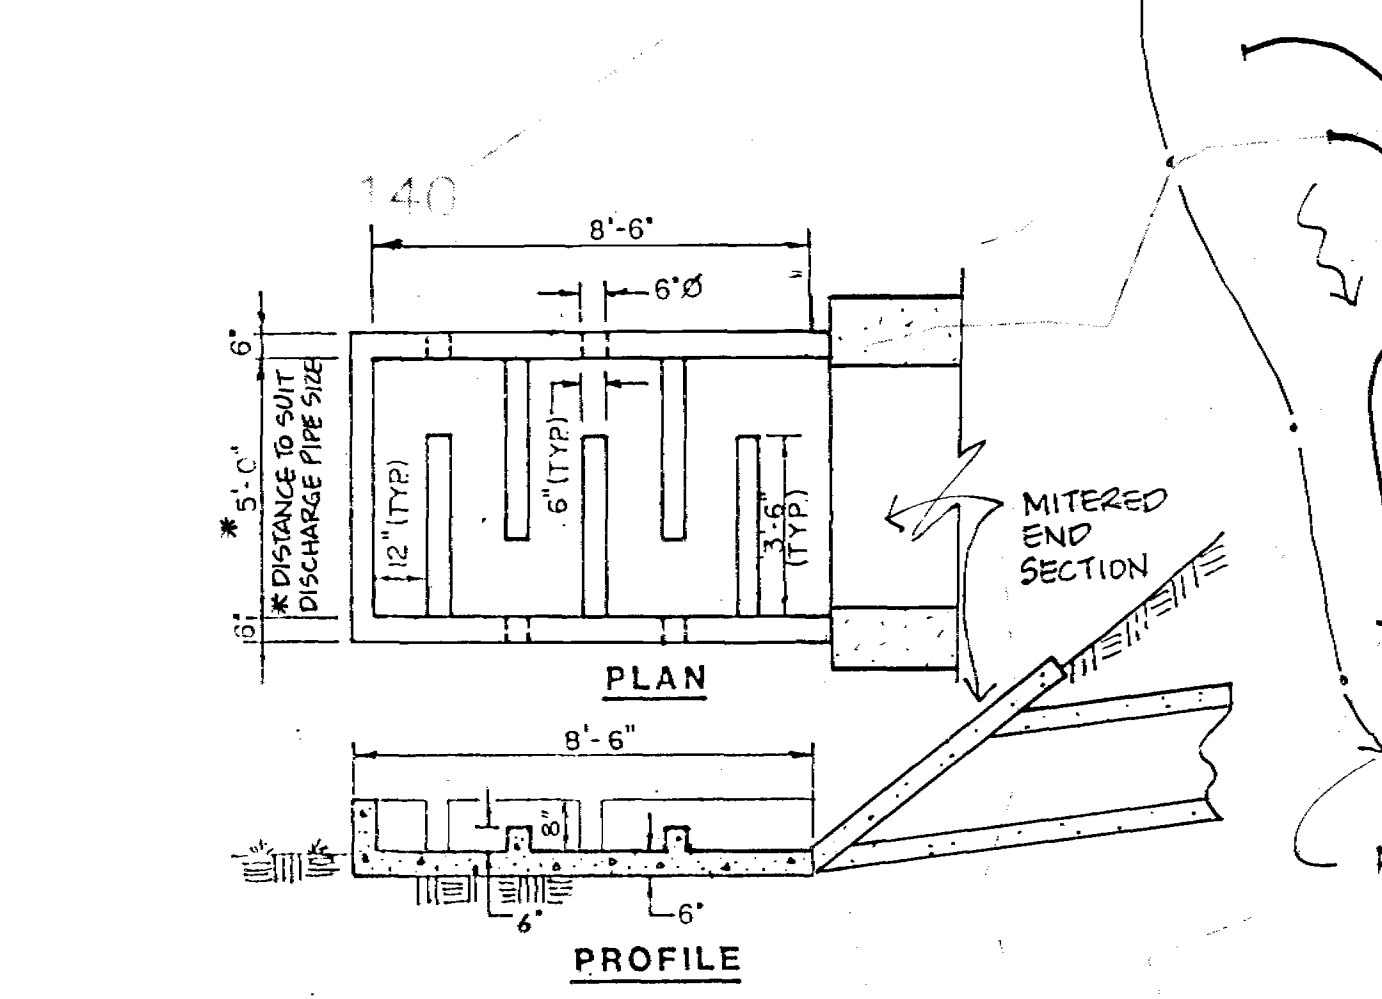 140
8'-6"
6"Ø
6"
* DISTANCE TO SUIT
DISCHARGE PIPE SIZE
* 5'-0"
6"
12" (TYP.)
6" (TYP.)
3'-6"
(TYP.)
MITERED
END
SECTION
PLAN
8'-6"
8"
6"
6"
PROFILE